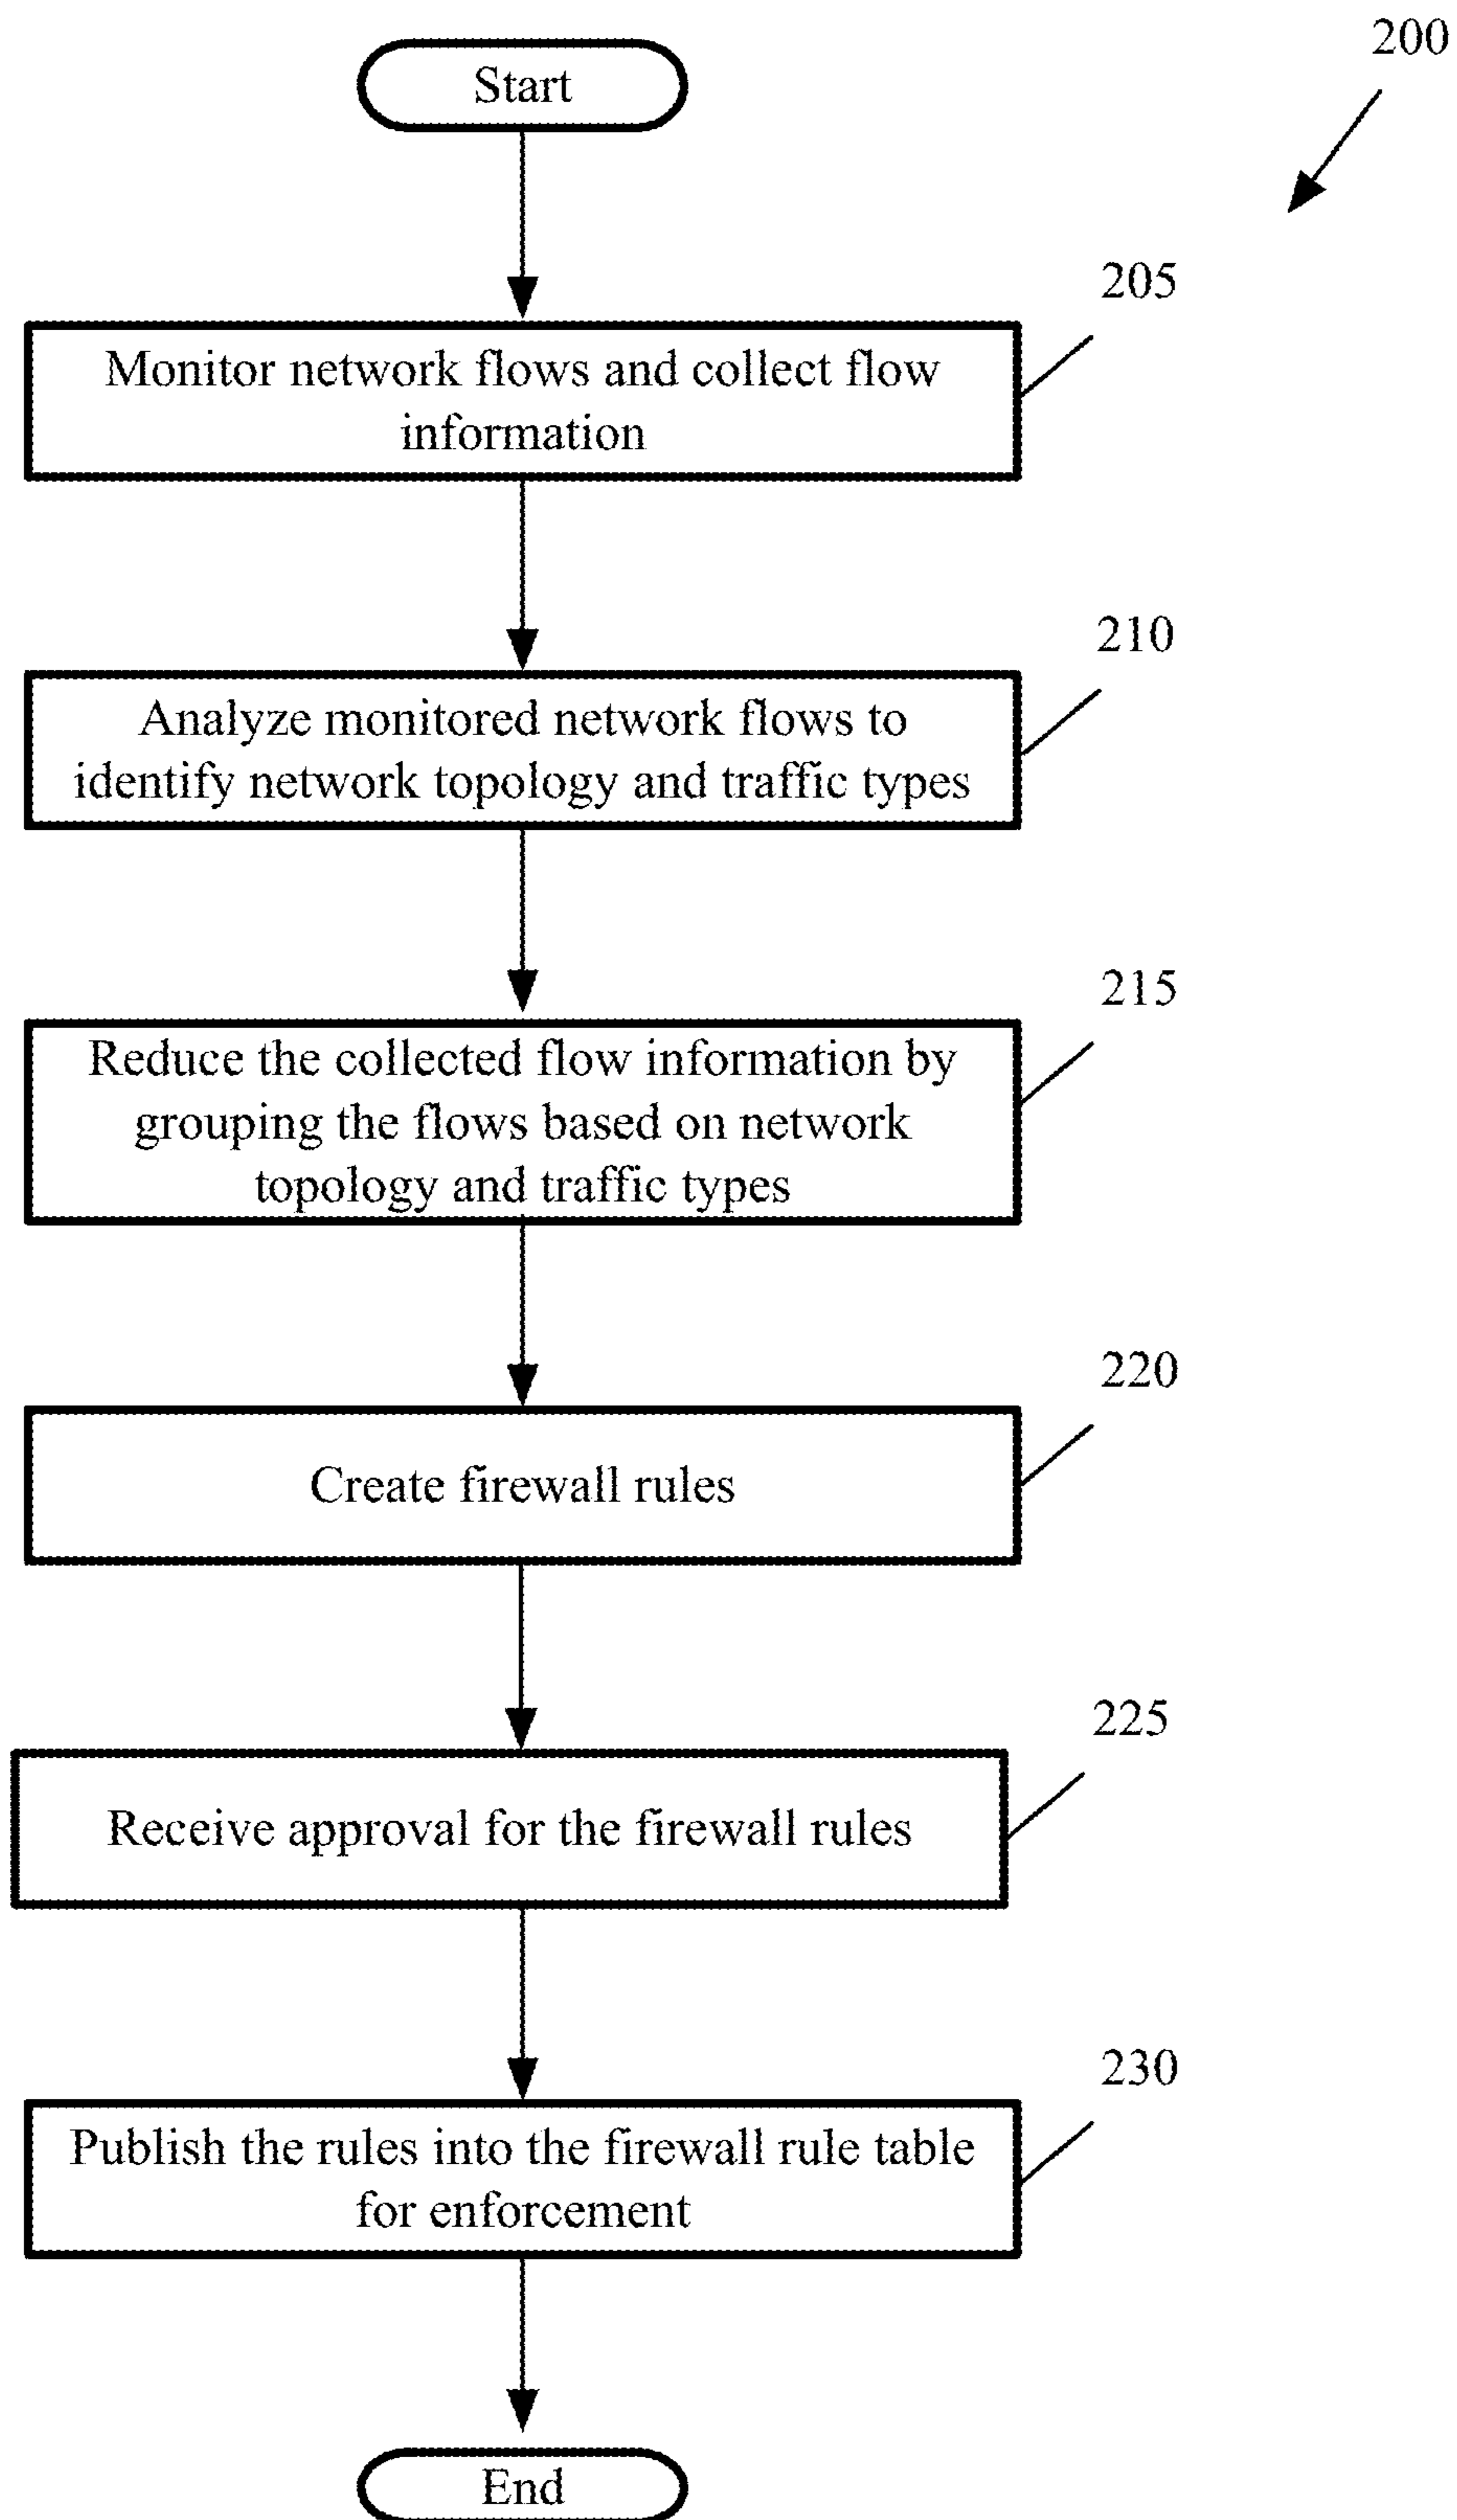 200
Start
205
Monitor network flows and collect flow
information
210
Analyze monitored network flows to
identify network topology and traffic types
215
Reduce the collected flow information by
grouping the flows based on network
topology and traffic types
220
Create firewall rules
225
Receive approval for the firewall rules
230
Publish the rules into the firewall rule table
for enforcement
End